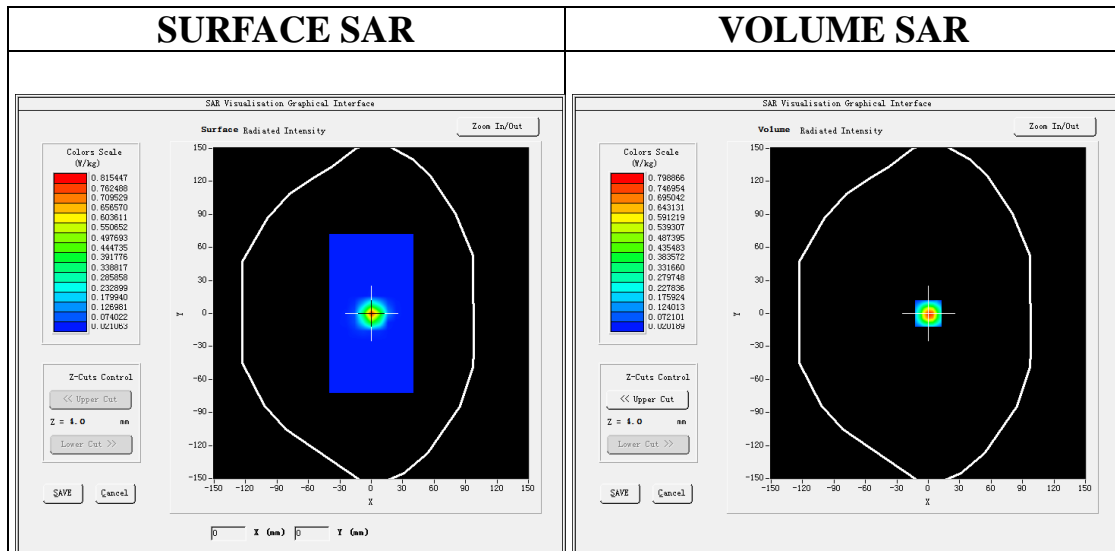 SURFACE SAR
VOLUME SAR
SAR Visualisation Graphical Interface
Surface Radiated Intensity
Zoom In/Out
Colors Scale
(W/kg)
0.815447
0.762488
0.709529
0.656570
0.603611
0.550652
0.497693
0.444735
0.391776
0.338817
0.285858
0.232899
0.179940
0.126981
0.074022
0.021063
Z-Cuts Control
<< Upper Cut
Z = 4.0 mm
Lower Cut >>
SAVE
Cancel
150
120
90
60
30
0
-30
-60
-90
-120
-150
Y
-150 -120 -90 -60 -30 0 30 60 90 120 150
X
0 X (mm) 0 Y (mm)
SAR Visualisation Graphical Interface
Volume Radiated Intensity
Zoom In/Out
Colors Scale
(W/kg)
0.798866
0.746954
0.695042
0.643131
0.591219
0.539307
0.487395
0.435483
0.383572
0.331660
0.279748
0.227836
0.175924
0.124013
0.072101
0.020189
Z-Cuts Control
<< Upper Cut
Z = 4.0 mm
Lower Cut >>
SAVE
Cancel
150
120
90
60
30
0
-30
-60
-90
-120
-150
Y
-150 -120 -90 -60 -30 0 30 60 90 120 150
X